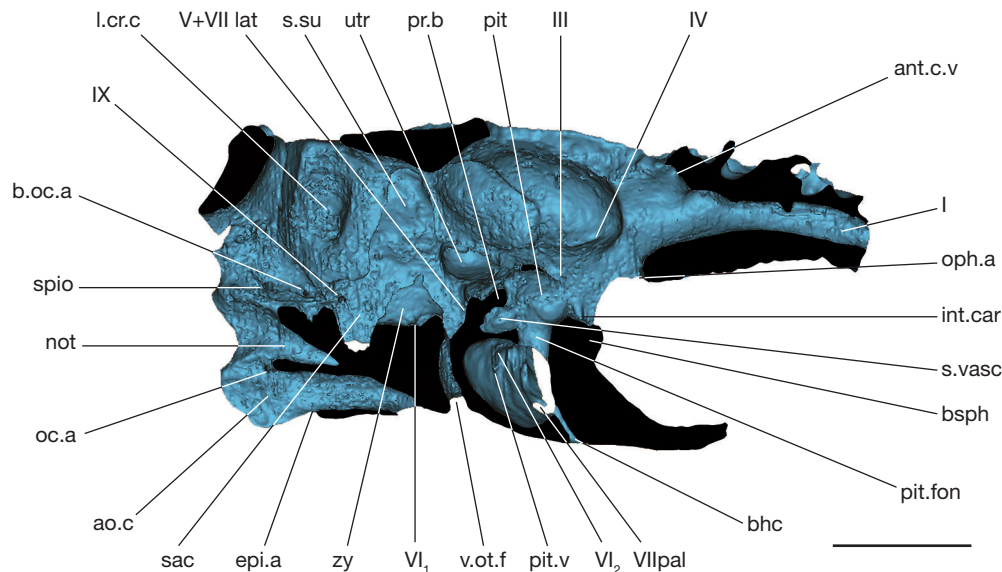 l.cr.c V+VII lat s.su utr pr.b pit III IV
ant.c.v
IX
b.oc.a
I
spio
oph.a
not
int.car
s.vasc
oc.a
bsph
pit.fon
ao.c
bhc
sac epi.a zy VI₁ v.ot.f pit.v VI₂ VIIpal